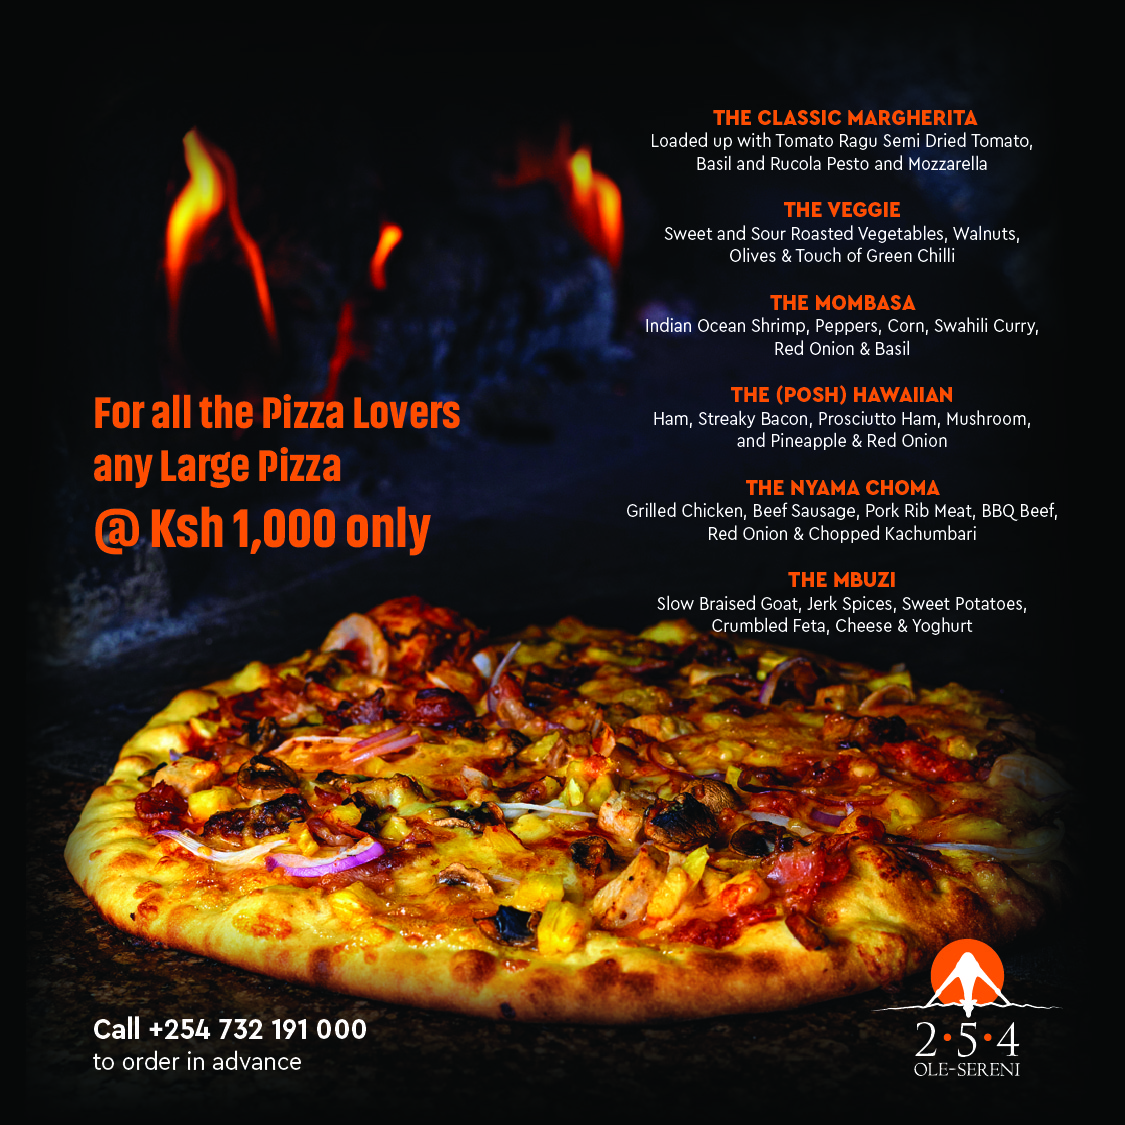 THE CLASSIC MARGHERITA
Loaded up with Tomato Ragu Semi Dried Tomato,
Basil and Rucola Pesto and Mozzarella
THE VEGGIE
Sweet and Sour Roasted Vegetables, Walnuts,
Olives & Touch of Green Chilli
THE MOMBASA
Indian Ocean Shrimp, Peppers, Corn, Swahili Curry,
Red Onion & Basil
THE (POSH) HAWAIIAN
Ham, Streaky Bacon, Prosciutto Ham, Mushroom,
and Pineapple & Red Onion
THE NYAMA CHOMA
Grilled Chicken, Beef Sausage, Pork Rib Meat, BBQ Beef,
Red Onion & Chopped Kachumbari
THE MBUZI
Slow Braised Goat, Jerk Spices, Sweet Potatoes,
Crumbled Feta, Cheese & Yoghurt
For all the Pizza Lovers
any Large Pizza
@ Ksh 1,000 only
Call +254 732 191 000
to order in advance
2·5·4
OLE-SERENI